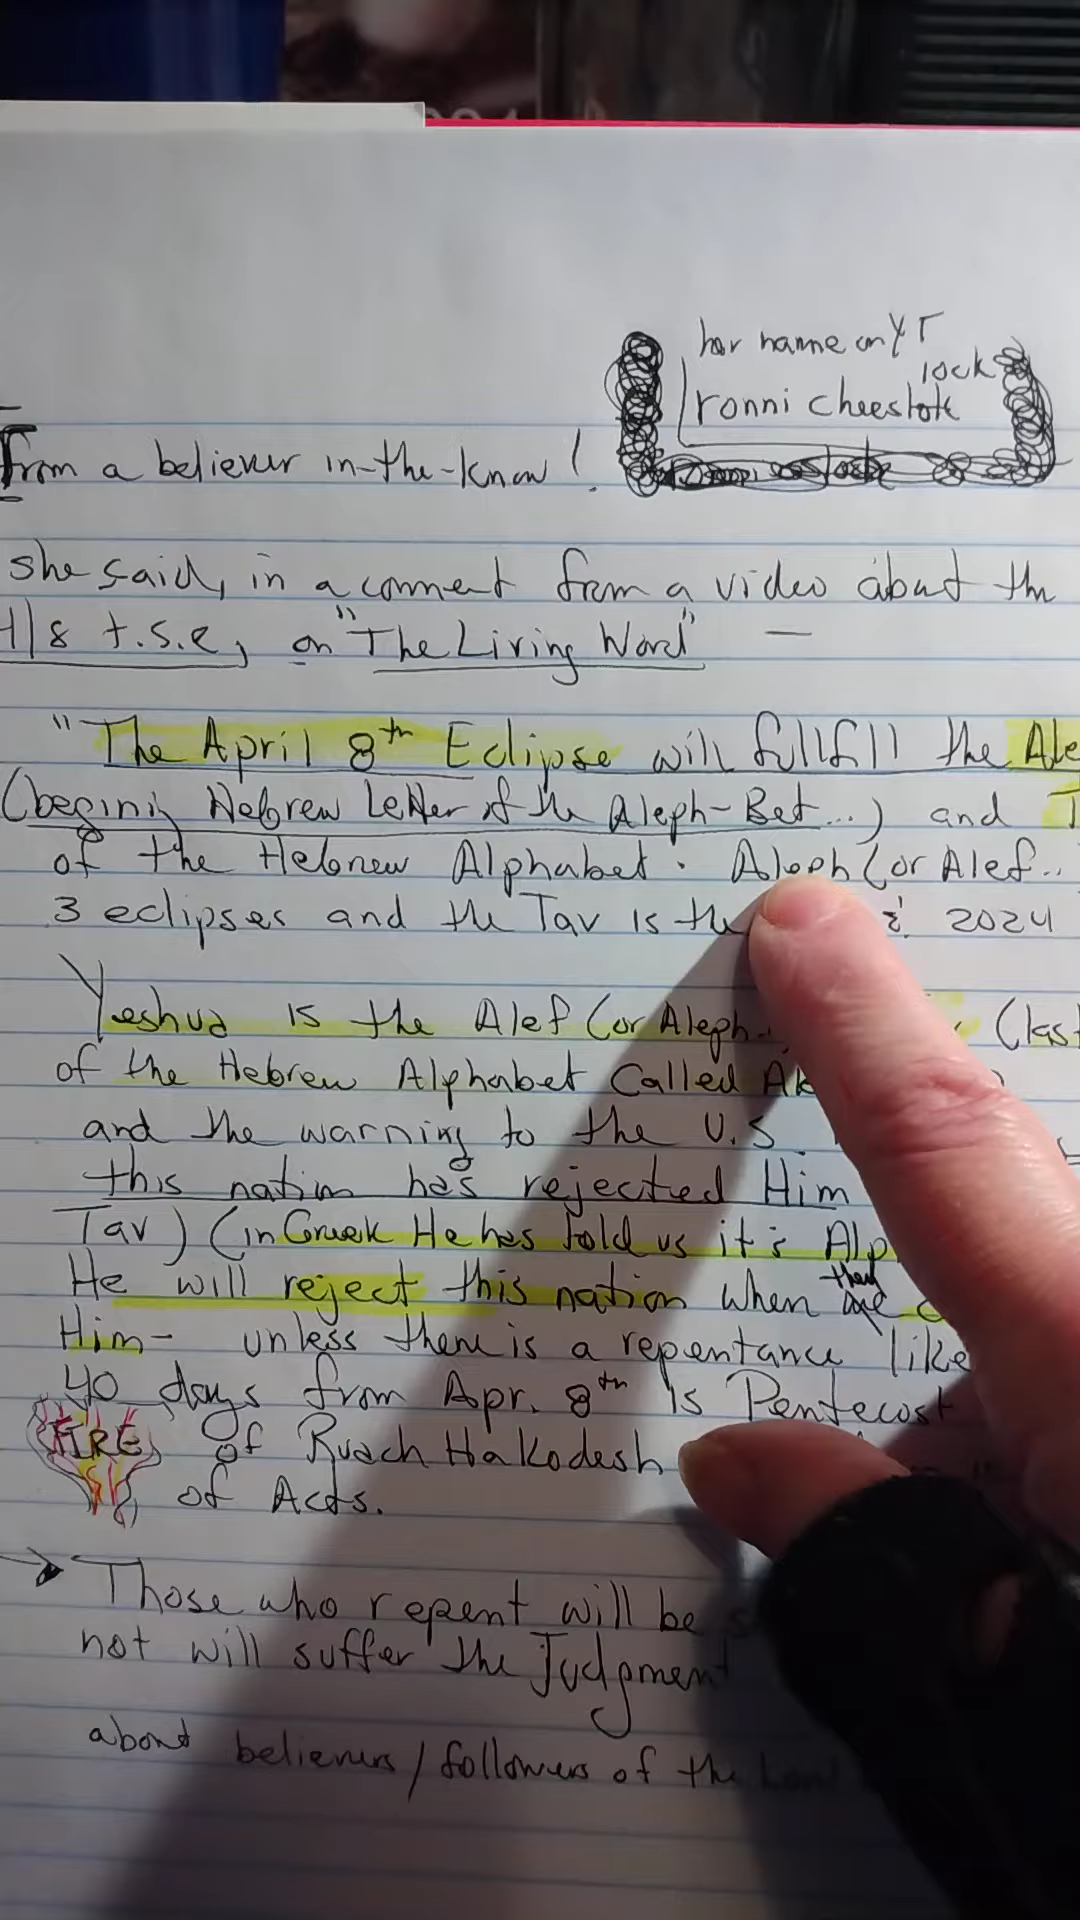 her name on YT
lock
ronni cheeslok
From a believer in-the-know!
she said, in a comment from a video about the
4/8 t.s.e, on "The Living Word" —
"The April 8th Eclipse will fullfill the Ale
(begining Hebrew Letter of the Aleph-Bet...) and T
of the Hebrew Alphabet. Aleph (or Alef..
3 eclipses and the Tav is the & 2024
Yeshua is the Alef (or Aleph.. (last
of the Hebrew Alphabet Called Al
and the warning to the U.S
this nation has rejected Him
Tav) (in Greek He has told us it's Alp
He will reject this nation when they
Him- unless there is a repentance like
40 days from Apr. 8th is Pentecost
FIRE of Ruach HaKodesh
of Acts.
→ Those who repent will be s
not will suffer the Judgment
about believers/followers of the Lord